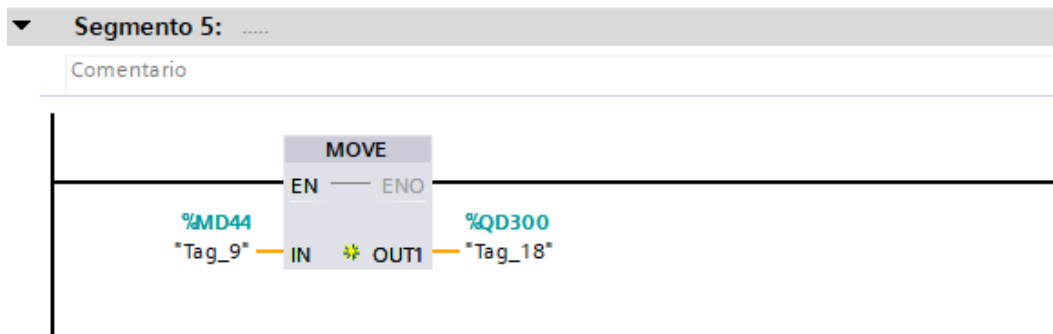 Segmento 5: .....
Comentario
MOVE
EN ENO
%MD44 %QD300
"Tag_9" IN OUT1 "Tag_18"